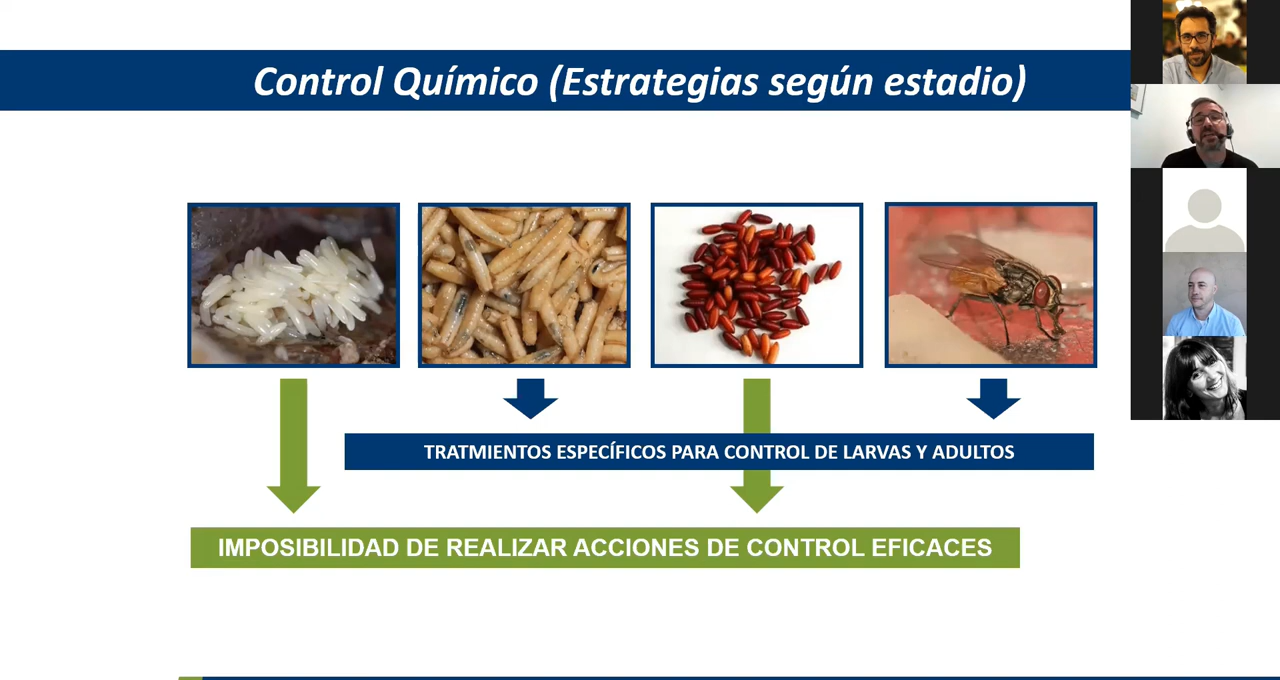 Control Químico (Estrategias según estadio)
TRATMIENTOS ESPECÍFICOS PARA CONTROL DE LARVAS Y ADULTOS
IMPOSIBILIDAD DE REALIZAR ACCIONES DE CONTROL EFICACES